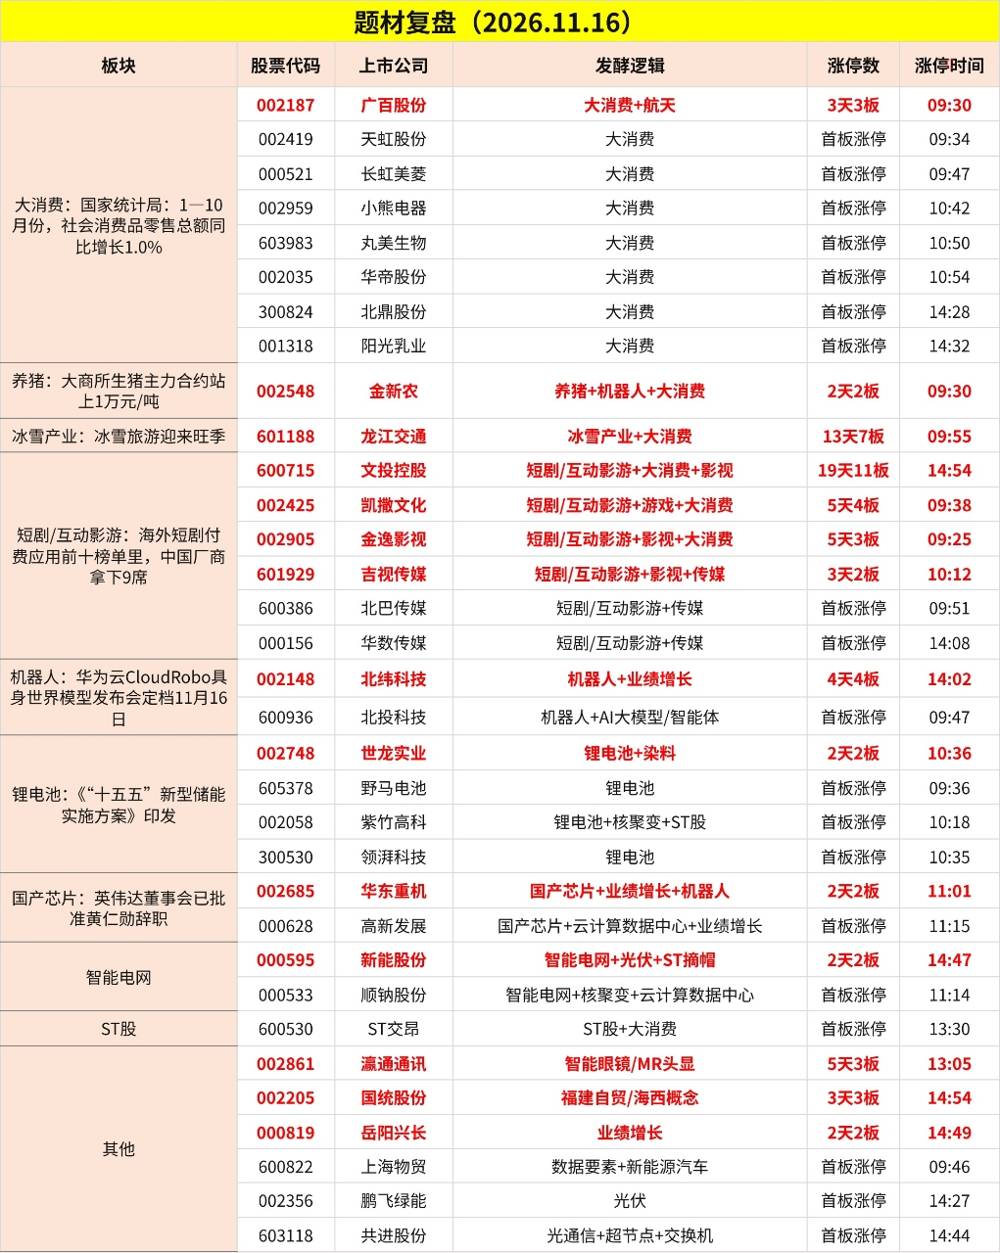 题材复盘（2026.11.16）
板块 股票代码 上市公司 发酵逻辑 涨停数 涨停时间
大消费：国家统计局：1—10
月份，社会消费品零售总额同
比增长1.0%
002187 广百股份 大消费+航天 3天3板 09:30
002419 天虹股份 大消费 首板涨停 09:34
000521 长虹美菱 大消费 首板涨停 09:47
002959 小熊电器 大消费 首板涨停 10:42
603983 丸美生物 大消费 首板涨停 10:50
002035 华帝股份 大消费 首板涨停 10:54
300824 北鼎股份 大消费 首板涨停 14:28
001318 阳光乳业 大消费 首板涨停 14:32
养猪：大商所生猪主力合约站
上1万元/吨
002548 金新农 养猪+机器人+大消费 2天2板 09:30
冰雪产业：冰雪旅游迎来旺季 601188 龙江交通 冰雪产业+大消费 13天7板 09:55
短剧/互动影游：海外短剧付
费应用前十榜单里，中国厂商
拿下9席
600715 文投控股 短剧/互动影游+大消费+影视 19天11板 14:54
002425 凯撒文化 短剧/互动影游+游戏+大消费 5天4板 09:38
002905 金逸影视 短剧/互动影游+影视+大消费 5天3板 09:25
601929 吉视传媒 短剧/互动影游+影视+传媒 3天2板 10:12
600386 北巴传媒 短剧/互动影游+传媒 首板涨停 09:51
000156 华数传媒 短剧/互动影游+传媒 首板涨停 14:08
机器人：华为云CloudRobo具
身世界模型发布会定档11月16
日
002148 北纬科技 机器人+业绩增长 4天4板 14:02
600936 北投科技 机器人+AI大模型/智能体 首板涨停 09:47
锂电池：《“十五五”新型储能
实施方案》印发
002748 世龙实业 锂电池+染料 2天2板 10:36
605378 野马电池 锂电池 首板涨停 09:36
002058 紫竹高科 锂电池+核聚变+ST股 首板涨停 10:18
300530 领湃科技 锂电池 首板涨停 10:35
国产芯片：英伟达董事会已批
准黄仁勋辞职
002685 华东重机 国产芯片+业绩增长+机器人 2天2板 11:01
000628 高新发展 国产芯片+云计算数据中心+业绩增长 首板涨停 11:15
智能电网
000595 新能股份 智能电网+光伏+ST摘帽 2天2板 14:47
000533 顺钠股份 智能电网+核聚变+云计算数据中心 首板涨停 11:14
ST股 600530 ST交昂 ST股+大消费 首板涨停 13:30
其他
002861 瀛通通讯 智能眼镜/MR头显 5天3板 13:05
002205 国统股份 福建自贸/海西概念 3天3板 14:54
000819 岳阳兴长 业绩增长 2天2板 14:49
600822 上海物贸 数据要素+新能源汽车 首板涨停 09:46
002356 鹏飞绿能 光伏 首板涨停 14:27
603118 共进股份 光通信+超节点+交换机 首板涨停 14:44